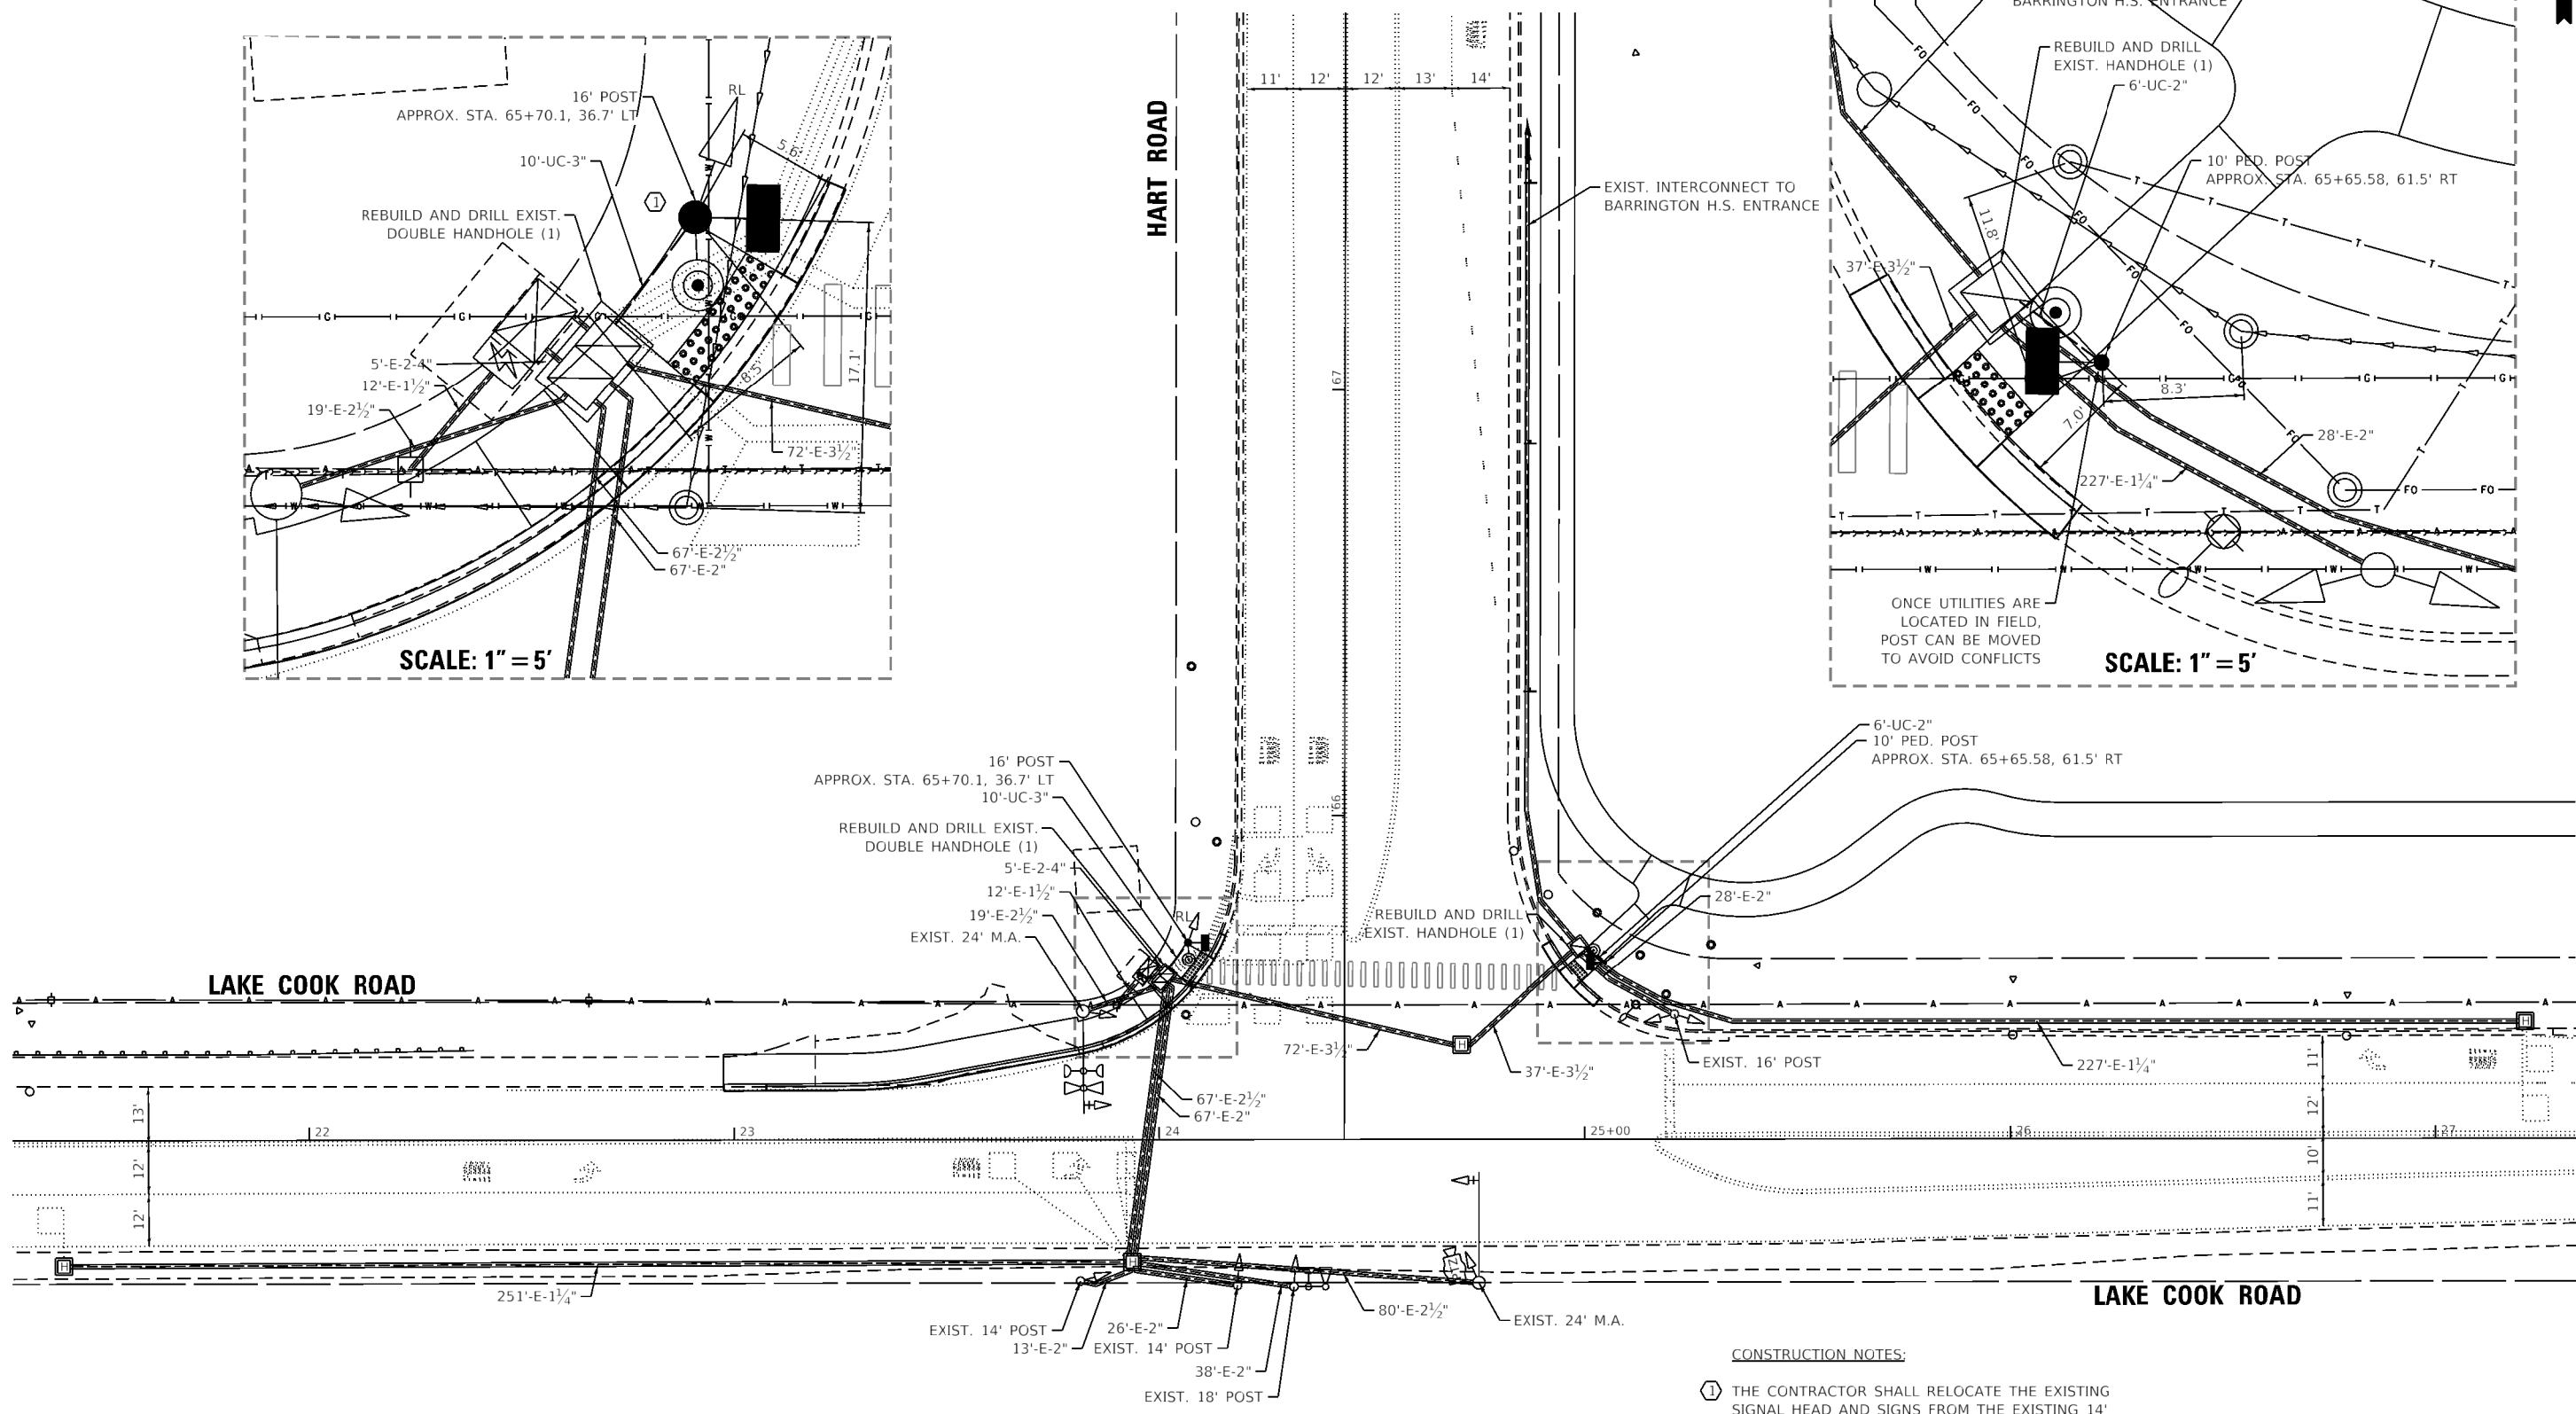 16' POST
APPROX. STA. 65+70.1, 36.7' LT
10'-UC-3"
REBUILD AND DRILL EXIST.
DOUBLE HANDHOLE (1)
5'-E-2-4"
12'-E-1½"
19'-E-2½"
RL
1
5.6'
8.5'
17.1'
72'-E-3½"
67'-E-2½"
67'-E-2"
G G G G
W W W W
A A A A
T T
SCALE: 1" = 5'
HART ROAD
11' 12' 12' 13' 14'
67
66
EXIST. INTERCONNECT TO
BARRINGTON H.S. ENTRANCE
BARRINGTON H.S. ENTRANCE
REBUILD AND DRILL
EXIST. HANDHOLE (1)
6'-UC-2"
10' PED. POST
APPROX. STA. 65+65.58, 61.5' RT
11.8'
37'-E-3½"
8.3'
7.0'
28'-E-2"
227'-E-1¼"
FO FO FO FO
T T T T
G G G
W W W W
ONCE UTILITIES ARE
LOCATED IN FIELD,
POST CAN BE MOVED
TO AVOID CONFLICTS
SCALE: 1" = 5'
16' POST
APPROX. STA. 65+70.1, 36.7' LT
10'-UC-3"
REBUILD AND DRILL EXIST.
DOUBLE HANDHOLE (1)
5'-E-2-4"
12'-E-1½"
19'-E-2½"
EXIST. 24' M.A.
RL
6'-UC-2"
10' PED. POST
APPROX. STA. 65+65.58, 61.5' RT
28'-E-2"
REBUILD AND DRILL
EXIST. HANDHOLE (1)
LAKE COOK ROAD
A A A A A A A A
72'-E-3½"
H
37'-E-3½"
EXIST. 16' POST
227'-E-1¼"
H
67'-E-2½"
67'-E-2"
13'
12'
12'
22 23 24 25+00 26 27
11'
12'
10'
11'
H
H
251'-E-1¼"
EXIST. 14' POST
13'-E-2"
26'-E-2"
EXIST. 14' POST
38'-E-2"
EXIST. 18' POST
80'-E-2½"
EXIST. 24' M.A.
LAKE COOK ROAD
CONSTRUCTION NOTES:
1 THE CONTRACTOR SHALL RELOCATE THE EXISTING
SIGNAL HEAD AND SIGNS FROM THE EXISTING 14'